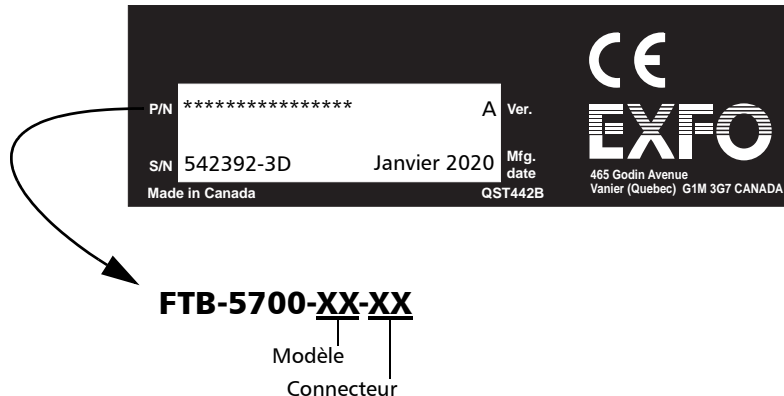 CE
EXFO
P/N *************** A Ver.
S/N 542392-3D Janvier 2020 Mfg. date
465 Godin Avenue
Vanier (Quebec) G1M 3G7 CANADA
Made in Canada QST442B
FTB-5700-XX-XX
Modèle
Connecteur